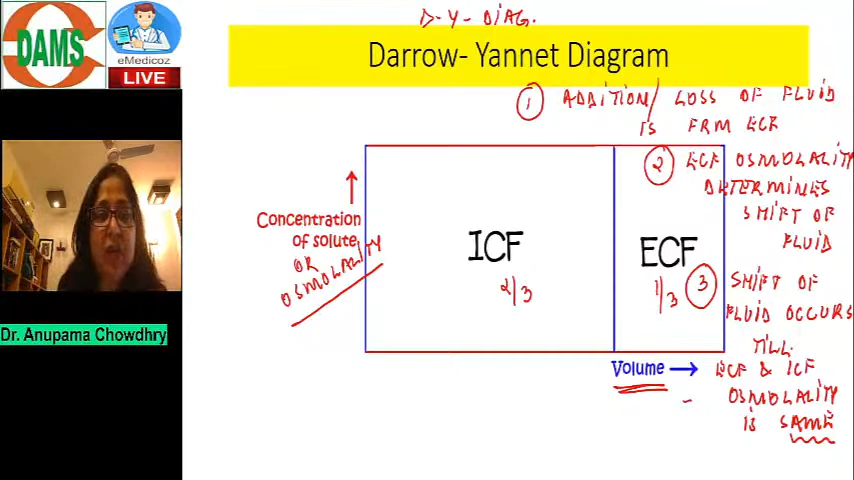 DAMS
eMedicoz
LIVE
Dr. Anupama Chowdhry
D-Y-DIAG.
Darrow- Yannet Diagram
① ADDITION/ LOSS OF FLUID
IS FRM ECF
② ECF OSMOLALITY
DETERMINES
SHIFT OF
FLUID
③ SHIFT OF
FLUID OCCURS
TILL
ECF & ICF
OSMOLALITY
IS SAME
Concentration
of solute
OR
OSMOLALITY
ICF
2/3
ECF
1/3
Volume